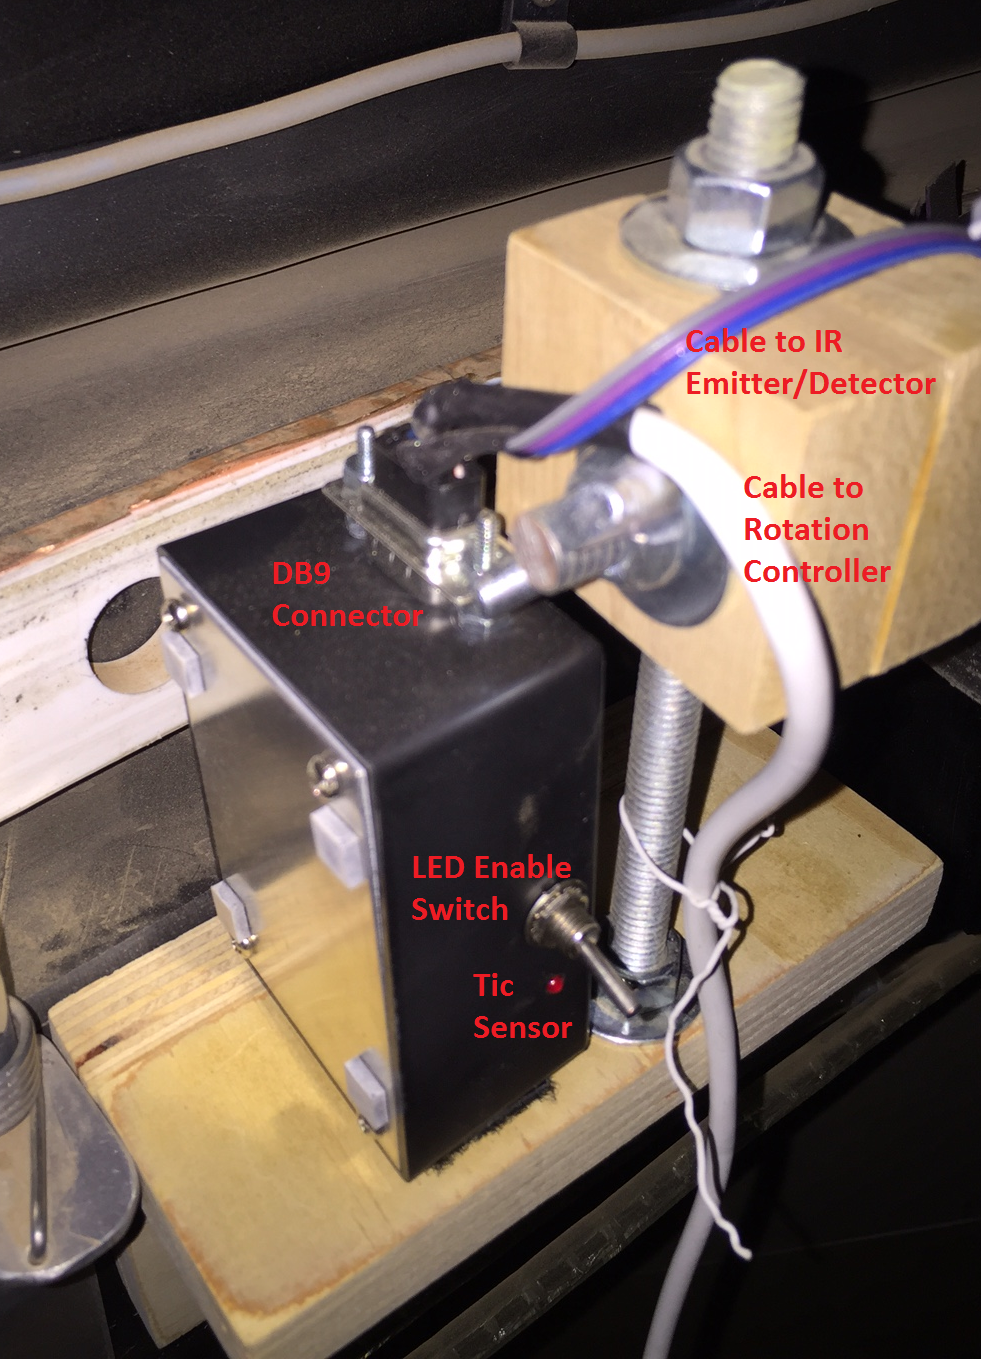 Cable to IR
Emitter/Detector
Cable to
Rotation
Controller
DB9
Connector
LED Enable
Switch
Tic
Sensor